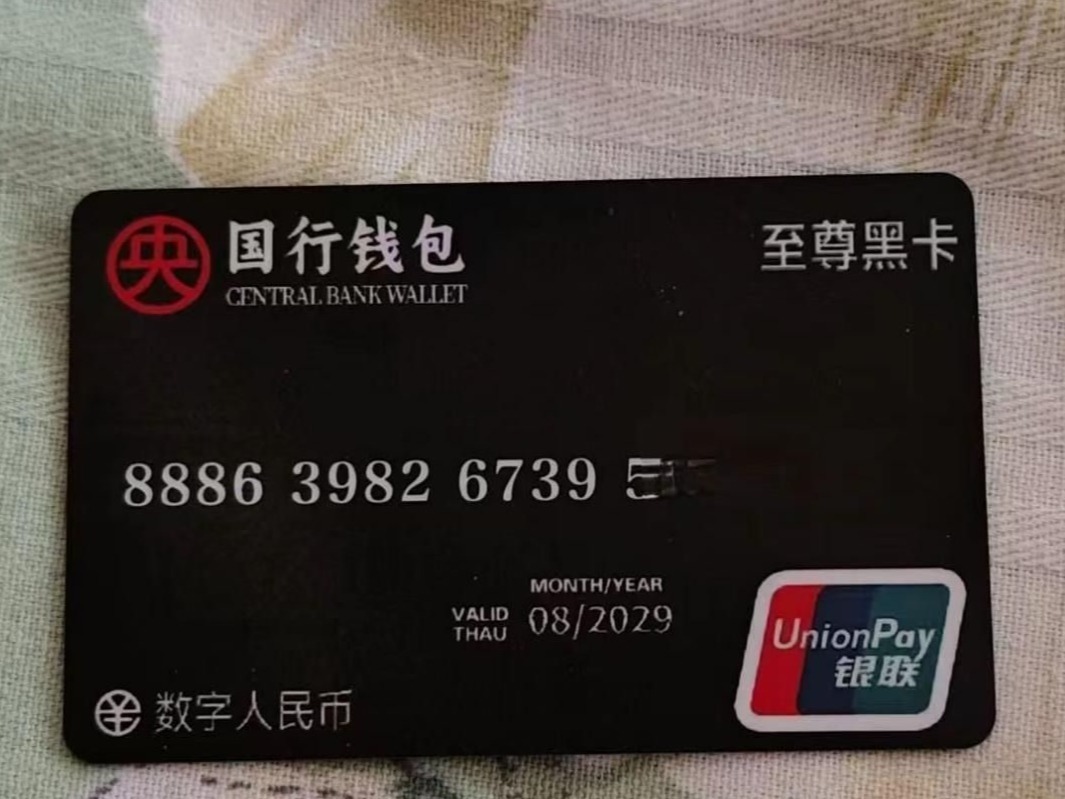 央 国行钱包 至尊黑卡
CENTRAL BANK WALLET
8886 3982 6739 5
MONTH/YEAR
VALID THAU 08/2029
UnionPay
银联
数字人民币